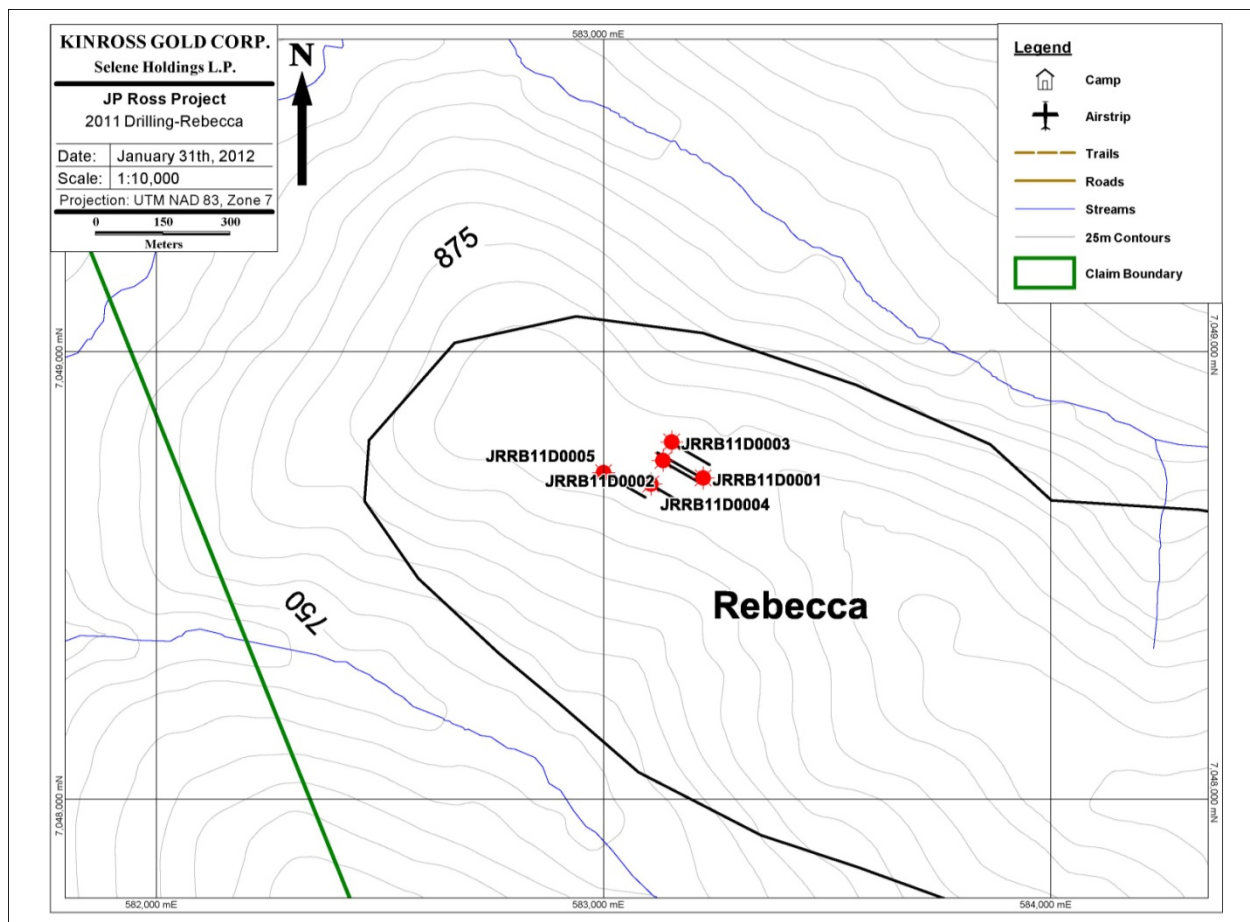 KINROSS GOLD CORP.
Selene Holdings L.P.
JP Ross Project
2011 Drilling-Rebecca
Date: January 31th, 2012
Scale: 1:10,000
Projection: UTM NAD 83, Zone 7
0 150 300
Meters
N
583,000 mE
Legend
Camp
Airstrip
Trails
Roads
Streams
25m Contours
Claim Boundary
875
7,049,000 mN
7,049,000 mN
JRRB11D0003
JRRB11D0005
JRRB11D0002
JRRB11D0001
JRRB11D0004
Rebecca
750
7,048,000 mN
7,048,000 mN
582,000 mE
583,000 mE
584,000 mE